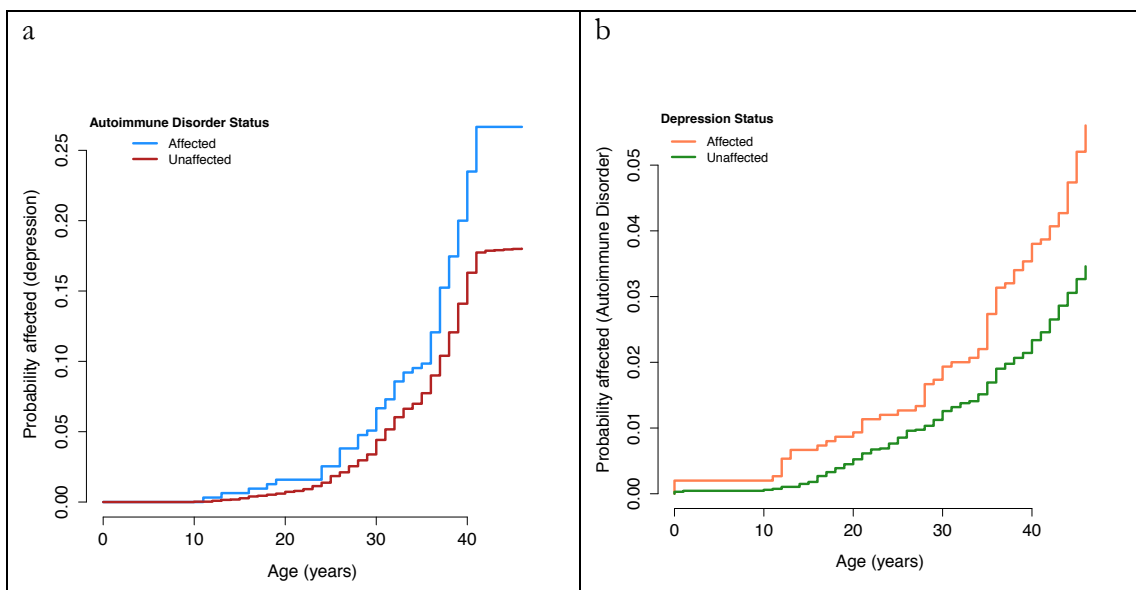 a
Autoimmune Disorder Status
Affected
Unaffected
Probability affected (depression)
0.25
0.20
0.15
0.10
0.05
0.00
0 10 20 30 40
Age (years)
b
Depression Status
Affected
Unaffected
Probability affected (Autoimmune Disorder)
0.05
0.04
0.03
0.02
0.01
0.00
0 10 20 30 40
Age (years)